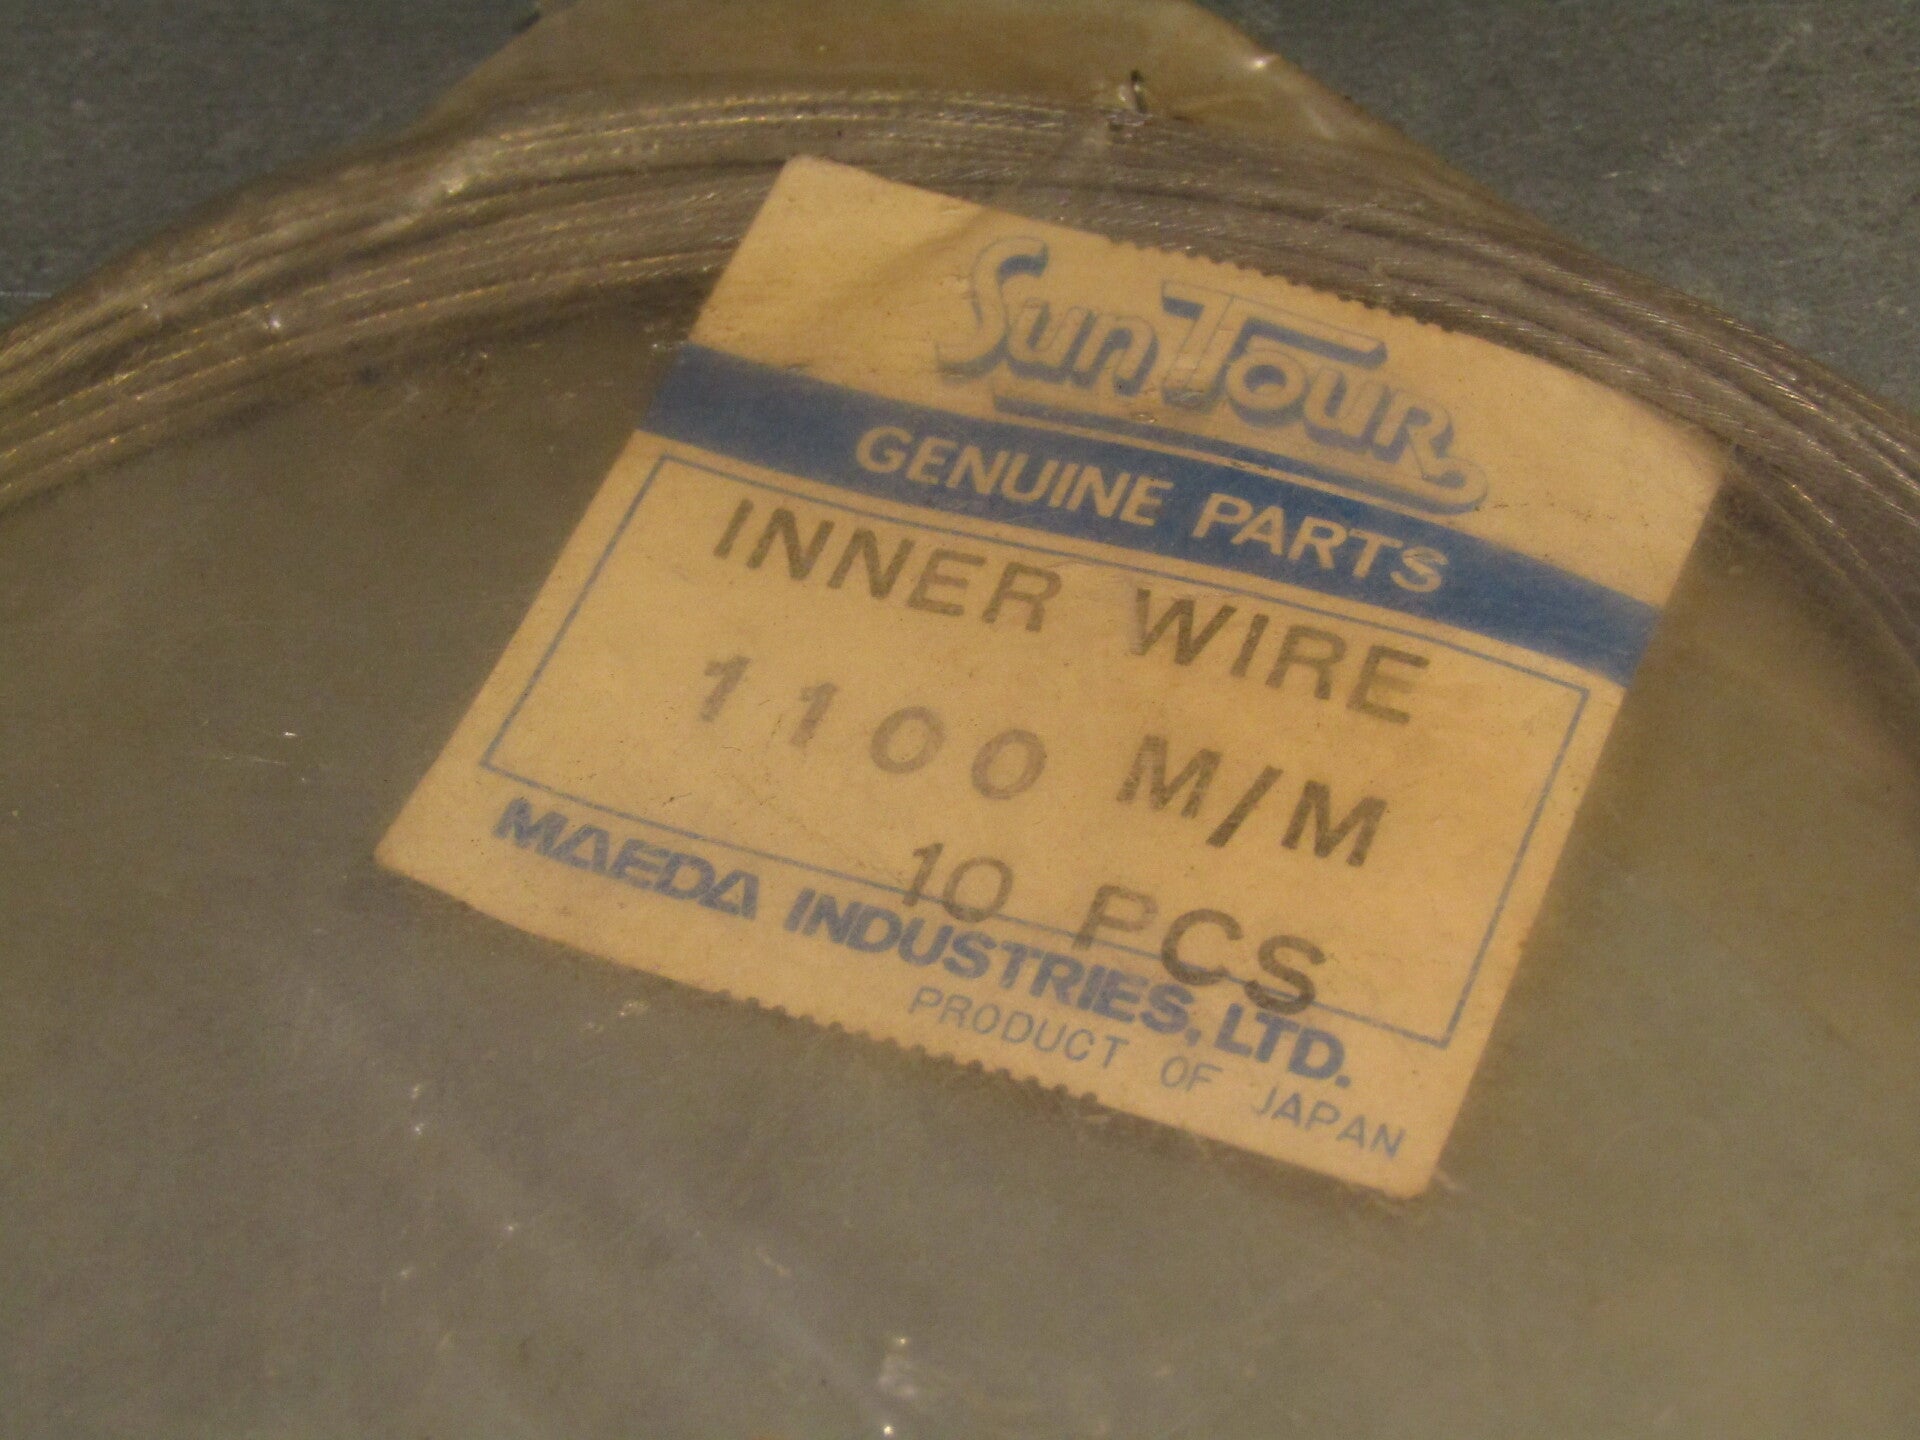 SunTour
GENUINE PARTS
INNER WIRE
1100 M/M
10 PCS
MAEDA INDUSTRIES, LTD.
PRODUCT OF JAPAN